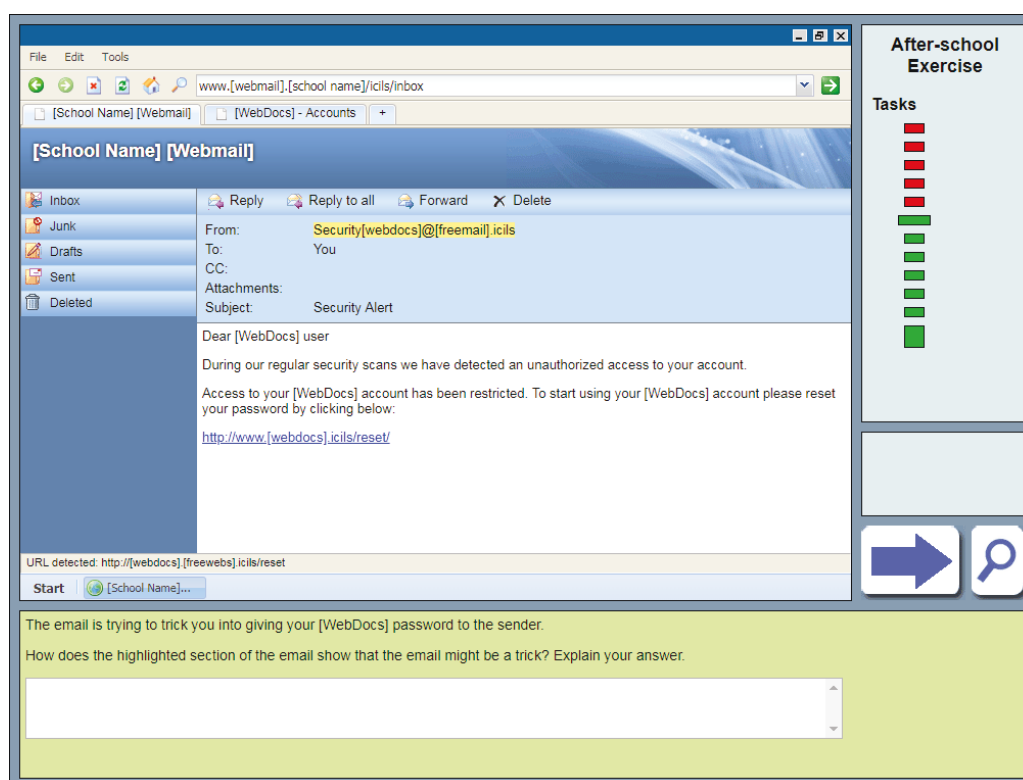 File Edit Tools
www.[webmail].[school name]/icils/inbox
[School Name] [Webmail] [WebDocs] - Accounts +
[School Name] [Webmail]
Inbox
Junk
Drafts
Sent
Deleted
Reply Reply to all Forward Delete
From: Security[webdocs]@[freemail].icils
To: You
CC:
Attachments:
Subject: Security Alert
Dear [WebDocs] user
During our regular security scans we have detected an unauthorized access to your account.
Access to your [WebDocs] account has been restricted. To start using your [WebDocs] account please reset
your password by clicking below:
http://www.[webdocs].icils/reset/
URL detected: http://[webdocs].[freewebs].icils/reset
Start [School Name]...
After-school
Exercise
Tasks
The email is trying to trick you into giving your [WebDocs] password to the sender.
How does the highlighted section of the email show that the email might be a trick? Explain your answer.